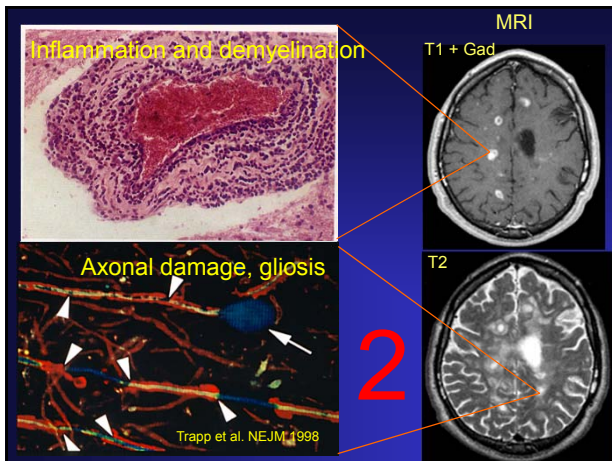 MRI
Inflammation and demyelination
T1 + Gad
Axonal damage, gliosis
T2
2
Trapp et al. NEJM 1998